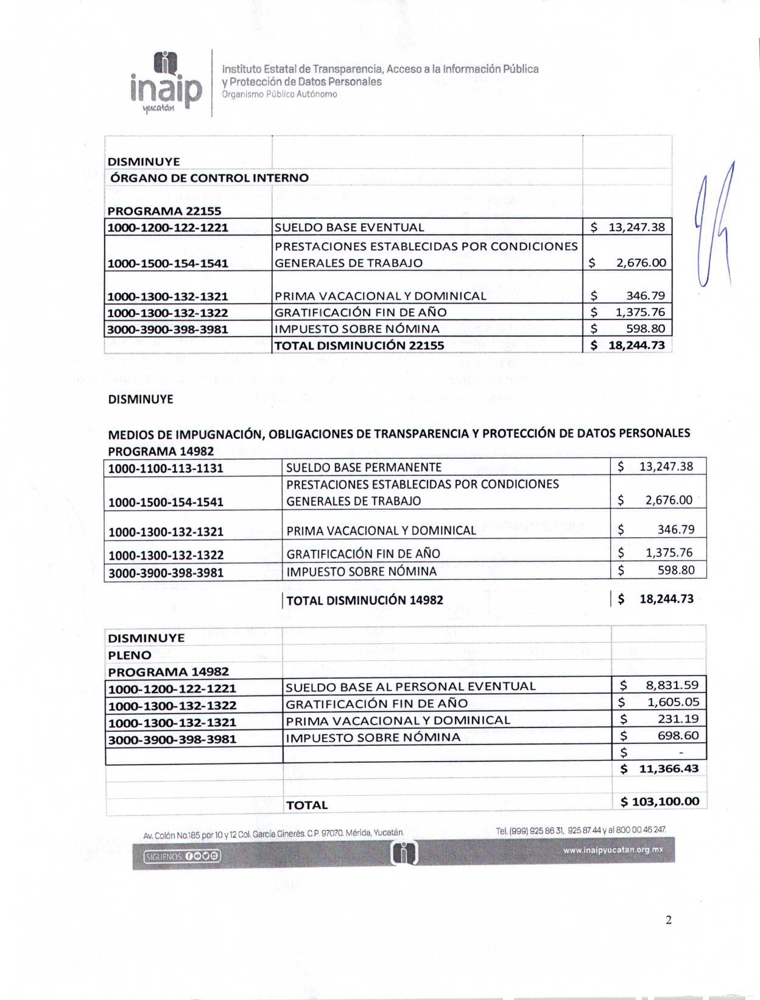 inaip
yucatán
Instituto Estatal de Transparencia, Acceso a la Información Pública
y Protección de Datos Personales
Organismo Público Autónomo
DISMINUYE
ÓRGANO DE CONTROL INTERNO
PROGRAMA 22155
1000-1200-122-1221 SUELDO BASE EVENTUAL $ 13,247.38
PRESTACIONES ESTABLECIDAS POR CONDICIONES
1000-1500-154-1541 GENERALES DE TRABAJO $ 2,676.00
1000-1300-132-1321 PRIMA VACACIONAL Y DOMINICAL $ 346.79
1000-1300-132-1322 GRATIFICACIÓN FIN DE AÑO $ 1,375.76
3000-3900-398-3981 IMPUESTO SOBRE NÓMINA $ 598.80
TOTAL DISMINUCIÓN 22155 $ 18,244.73
DISMINUYE
MEDIOS DE IMPUGNACIÓN, OBLIGACIONES DE TRANSPARENCIA Y PROTECCIÓN DE DATOS PERSONALES
PROGRAMA 14982
1000-1100-113-1131 SUELDO BASE PERMANENTE $ 13,247.38
PRESTACIONES ESTABLECIDAS POR CONDICIONES
1000-1500-154-1541 GENERALES DE TRABAJO $ 2,676.00
1000-1300-132-1321 PRIMA VACACIONAL Y DOMINICAL $ 346.79
1000-1300-132-1322 GRATIFICACIÓN FIN DE AÑO $ 1,375.76
3000-3900-398-3981 IMPUESTO SOBRE NÓMINA $ 598.80
TOTAL DISMINUCIÓN 14982 $ 18,244.73
DISMINUYE
PLENO
PROGRAMA 14982
1000-1200-122-1221 SUELDO BASE AL PERSONAL EVENTUAL $ 8,831.59
1000-1300-132-1322 GRATIFICACIÓN FIN DE AÑO $ 1,605.05
1000-1300-132-1321 PRIMA VACACIONAL Y DOMINICAL $ 231.19
3000-3900-398-3981 IMPUESTO SOBRE NÓMINA $ 698.60
$ -
$ 11,366.43
TOTAL $ 103,100.00
Av. Colón No.185 por 10 y 12 Col. García Ginerés. C.P. 97070. Mérida, Yucatán. Tel. (999) 925 86 31, 925 87 44 y al 800 00 46 247.
SÍGUENOS: www.inaipyucatan.org.mx
2